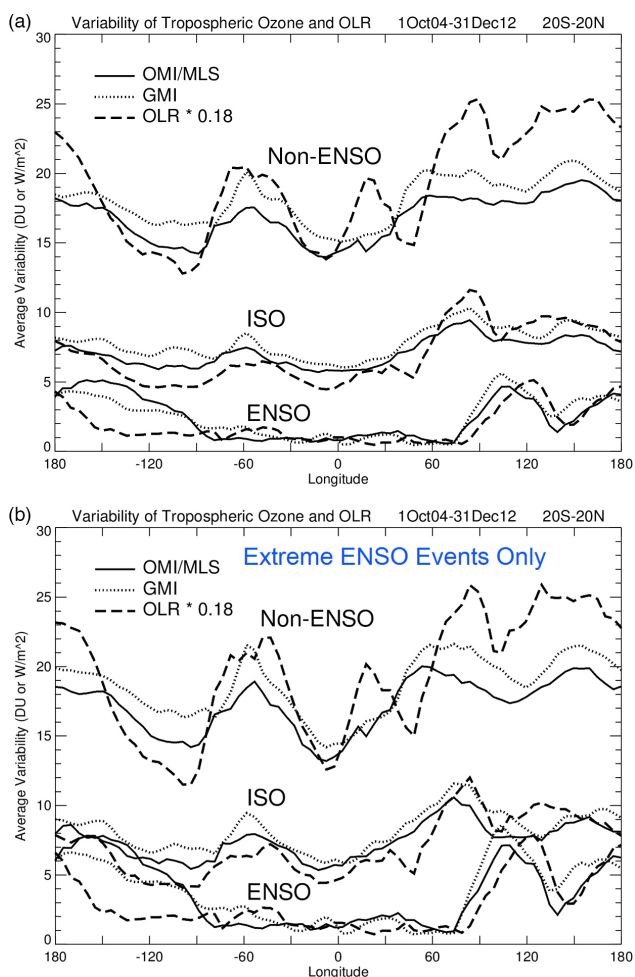 (a)
Variability of Tropospheric Ozone and OLR 1Oct04-31Dec12 20S-20N
30
25
20
15
10
5
0
Average Variability (DU or W/m^2)
OMI/MLS
GMI
OLR * 0.18
Non-ENSO
ISO
ENSO
180 -120 -60 0 60 120 180
Longitude
(b)
Variability of Tropospheric Ozone and OLR 1Oct04-31Dec12 20S-20N
30
25
20
15
10
5
0
Average Variability (DU or W/m^2)
Extreme ENSO Events Only
OMI/MLS
GMI
OLR * 0.18
Non-ENSO
ISO
ENSO
180 -120 -60 0 60 120 180
Longitude